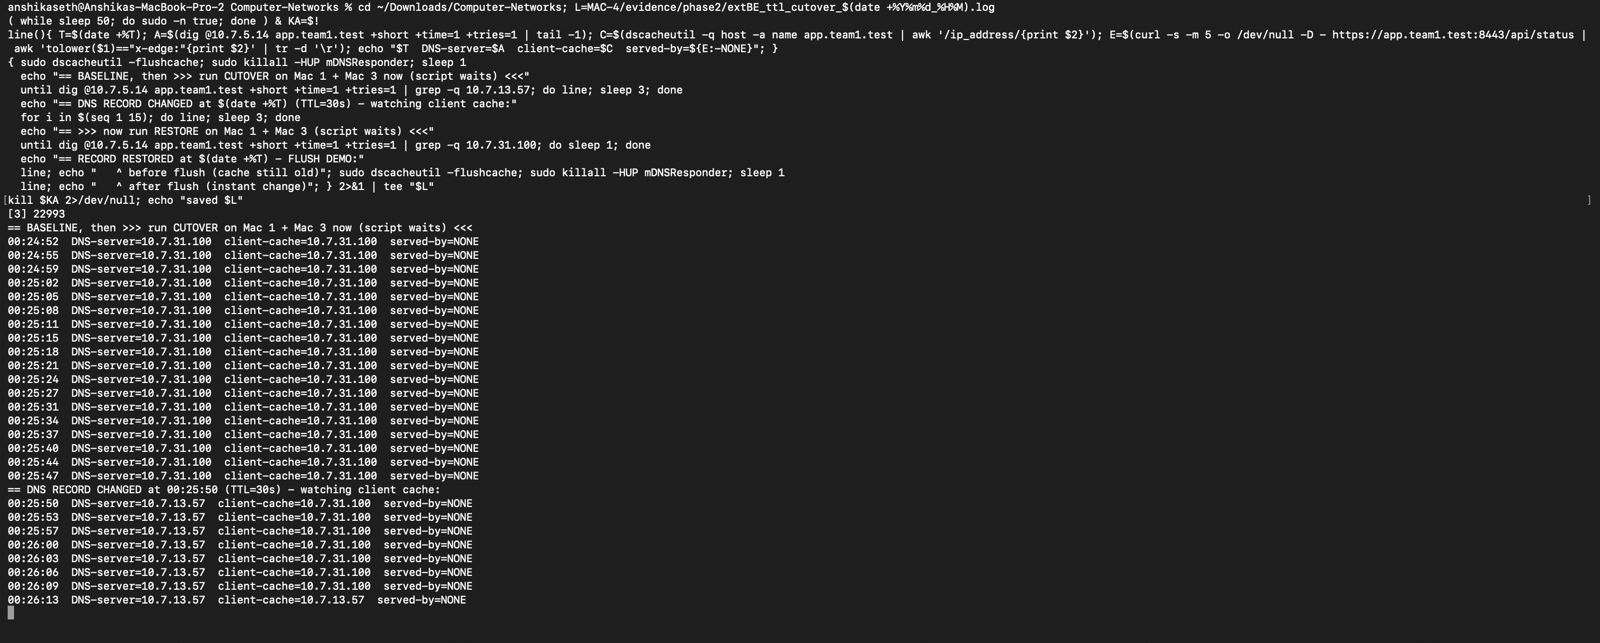 anshikaseth@Anshikas-MacBook-Pro-2 Computer-Networks % cd ~/Downloads/Computer-Networks; L=MAC-4/evidence/phase2/extBE_ttl_cutover_$(date +%Y%m%d_%H%M).log
( while sleep 50; do sudo -n true; done ) & KA=$!
line(){ T=$(date +%T); A=$(dig @10.7.5.14 app.team1.test +short +time=1 +tries=1 | tail -1); C=$(dscacheutil -q host -a name app.team1.test | awk '/ip_address/{print $2}'); E=$(curl -s -m 5 -o /dev/null -D - https://app.team1.test:8443/api/status |
awk 'tolower($1)=="x-edge:"{print $2}' | tr -d '\r'); echo "$T  DNS-server=$A  client-cache=$C  served-by=${E:-NONE}"; }
{ sudo dscacheutil -flushcache; sudo killall -HUP mDNSResponder; sleep 1
  echo "== BASELINE, then >>> run CUTOVER on Mac 1 + Mac 3 now (script waits) <<<"
  until dig @10.7.5.14 app.team1.test +short +time=1 +tries=1 | grep -q 10.7.13.57; do line; sleep 3; done
  echo "== DNS RECORD CHANGED at $(date +%T) (TTL=30s) - watching client cache:"
  for i in $(seq 1 15); do line; sleep 3; done
  echo "== >>> now run RESTORE on Mac 1 + Mac 3 (script waits) <<<"
  until dig @10.7.5.14 app.team1.test +short +time=1 +tries=1 | grep -q 10.7.31.100; do sleep 1; done
  echo "== RECORD RESTORED at $(date +%T) - FLUSH DEMO:"
  line; echo "   ^ before flush (cache still old)"; sudo dscacheutil -flushcache; sudo killall -HUP mDNSResponder; sleep 1
  line; echo "   ^ after flush (instant change)"; } 2>&1 | tee "$L"
[kill $KA 2>/dev/null; echo "saved $L" ]
[3] 22993
== BASELINE, then >>> run CUTOVER on Mac 1 + Mac 3 now (script waits) <<<
00:24:52  DNS-server=10.7.31.100  client-cache=10.7.31.100  served-by=NONE
00:24:55  DNS-server=10.7.31.100  client-cache=10.7.31.100  served-by=NONE
00:24:59  DNS-server=10.7.31.100  client-cache=10.7.31.100  served-by=NONE
00:25:02  DNS-server=10.7.31.100  client-cache=10.7.31.100  served-by=NONE
00:25:05  DNS-server=10.7.31.100  client-cache=10.7.31.100  served-by=NONE
00:25:08  DNS-server=10.7.31.100  client-cache=10.7.31.100  served-by=NONE
00:25:11  DNS-server=10.7.31.100  client-cache=10.7.31.100  served-by=NONE
00:25:15  DNS-server=10.7.31.100  client-cache=10.7.31.100  served-by=NONE
00:25:18  DNS-server=10.7.31.100  client-cache=10.7.31.100  served-by=NONE
00:25:21  DNS-server=10.7.31.100  client-cache=10.7.31.100  served-by=NONE
00:25:24  DNS-server=10.7.31.100  client-cache=10.7.31.100  served-by=NONE
00:25:27  DNS-server=10.7.31.100  client-cache=10.7.31.100  served-by=NONE
00:25:31  DNS-server=10.7.31.100  client-cache=10.7.31.100  served-by=NONE
00:25:34  DNS-server=10.7.31.100  client-cache=10.7.31.100  served-by=NONE
00:25:37  DNS-server=10.7.31.100  client-cache=10.7.31.100  served-by=NONE
00:25:40  DNS-server=10.7.31.100  client-cache=10.7.31.100  served-by=NONE
00:25:44  DNS-server=10.7.31.100  client-cache=10.7.31.100  served-by=NONE
00:25:47  DNS-server=10.7.31.100  client-cache=10.7.31.100  served-by=NONE
== DNS RECORD CHANGED at 00:25:50 (TTL=30s) - watching client cache:
00:25:50  DNS-server=10.7.13.57  client-cache=10.7.31.100  served-by=NONE
00:25:53  DNS-server=10.7.13.57  client-cache=10.7.31.100  served-by=NONE
00:25:57  DNS-server=10.7.13.57  client-cache=10.7.31.100  served-by=NONE
00:26:00  DNS-server=10.7.13.57  client-cache=10.7.31.100  served-by=NONE
00:26:03  DNS-server=10.7.13.57  client-cache=10.7.31.100  served-by=NONE
00:26:06  DNS-server=10.7.13.57  client-cache=10.7.31.100  served-by=NONE
00:26:09  DNS-server=10.7.13.57  client-cache=10.7.31.100  served-by=NONE
00:26:13  DNS-server=10.7.13.57  client-cache=10.7.13.57  served-by=NONE